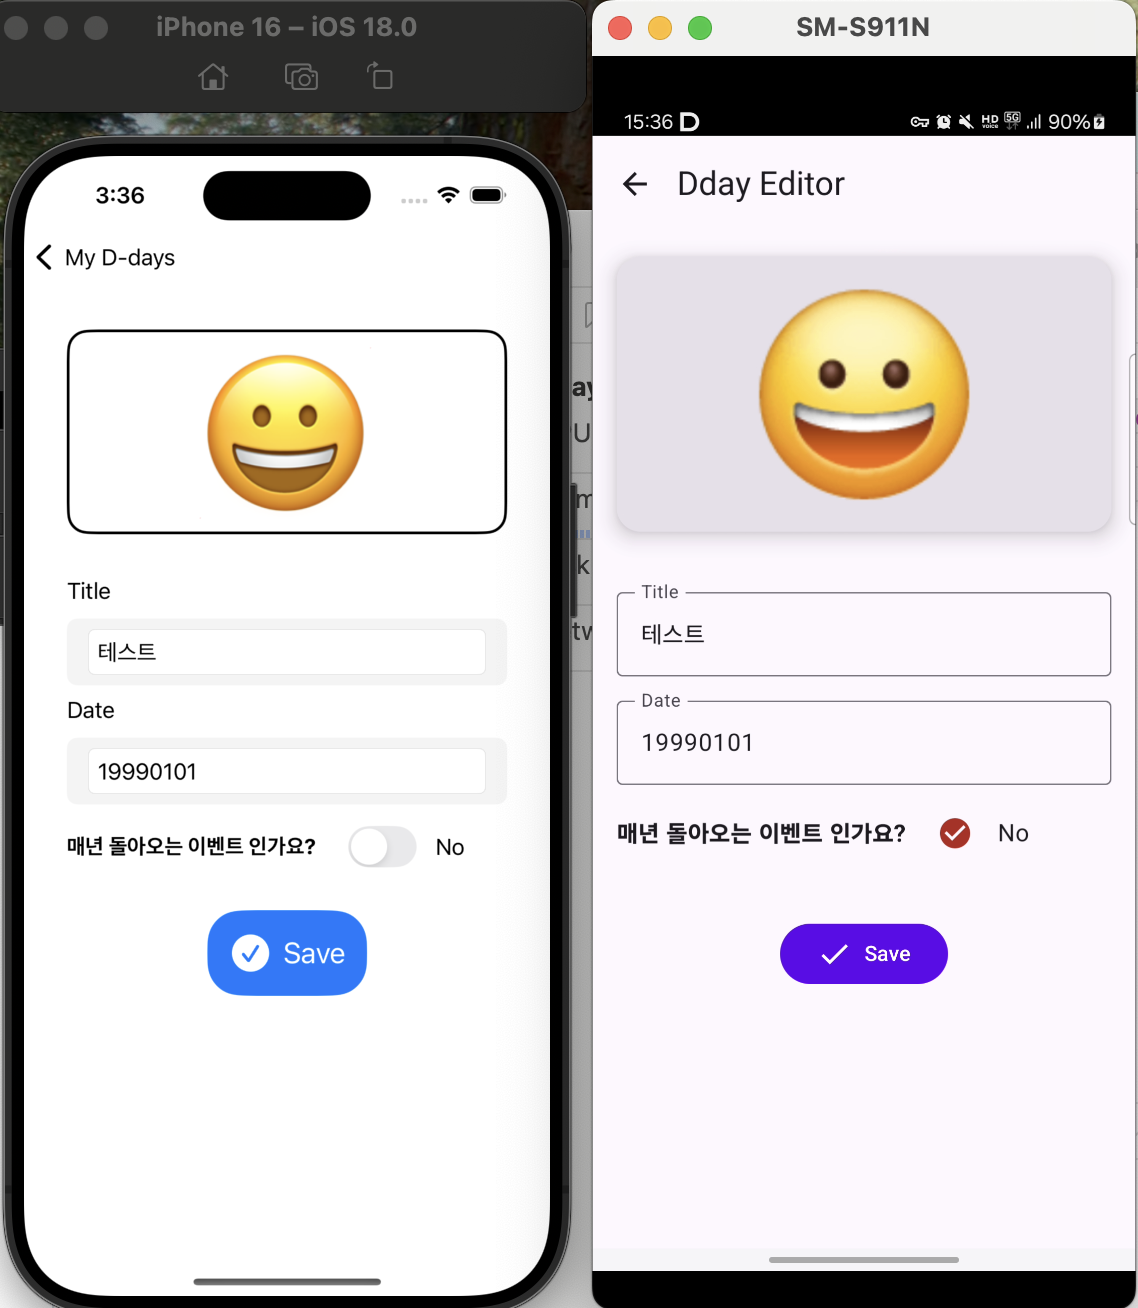 iPhone 16 – iOS 18.0
3:36
My D-days
Title
테스트
Date
19990101
매년 돌아오는 이벤트 인가요?
No
Save
SM-S911N
15:36
HD
voice
5G
90%
Dday Editor
Title
테스트
Date
19990101
매년 돌아오는 이벤트 인가요?
No
Save